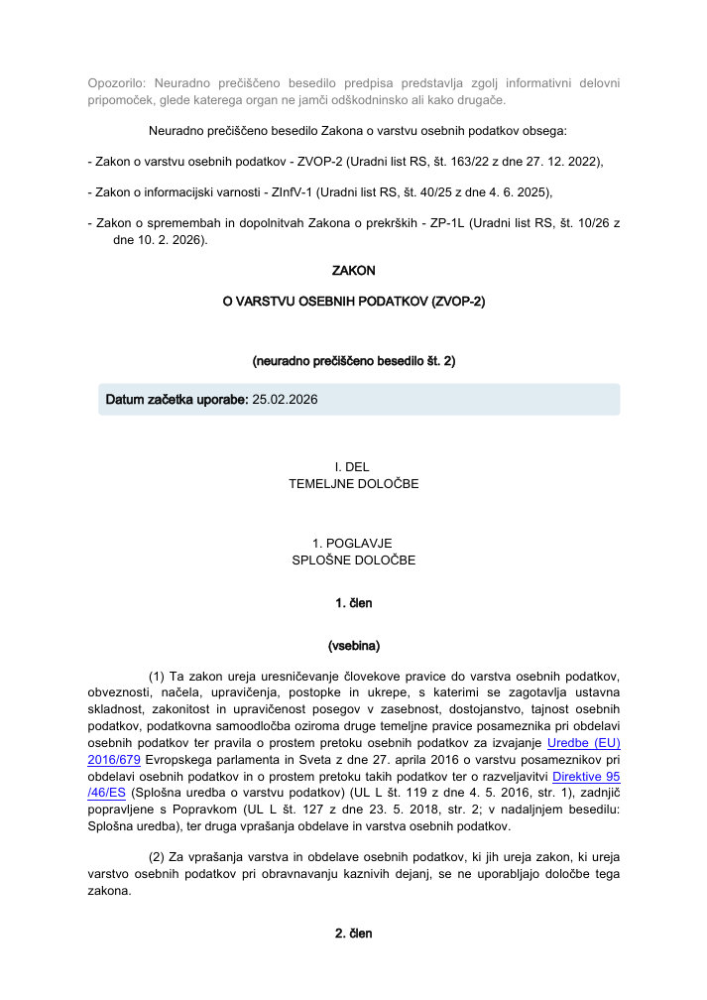 Opozorilo: Neuradno prečiščeno besedilo predpisa predstavlja zgolj informativni delovni
pripomoček, glede katerega organ ne jamči odškodninsko ali kako drugače.
Neuradno prečiščeno besedilo Zakona o varstvu osebnih podatkov obsega:
- Zakon o varstvu osebnih podatkov - ZVOP-2 (Uradni list RS, št. 163/22 z dne 27. 12. 2022),
- Zakon o informacijski varnosti - ZInfV-1 (Uradni list RS, št. 40/25 z dne 4. 6. 2025),
- Zakon o spremembah in dopolnitvah Zakona o prekrških - ZP-1L (Uradni list RS, št. 10/26 z
dne 10. 2. 2026).
ZAKON
O VARSTVU OSEBNIH PODATKOV (ZVOP-2)
(neuradno prečiščeno besedilo št. 2)
Datum začetka uporabe: 25.02.2026
I. DEL
TEMELJNE DOLOČBE
1. POGLAVJE
SPLOŠNE DOLOČBE
1. člen
(vsebina)
(1) Ta zakon ureja uresničevanje človekove pravice do varstva osebnih podatkov,
obveznosti, načela, upravičenja, postopke in ukrepe, s katerimi se zagotavlja ustavna
skladnost, zakonitost in upravičenost posegov v zasebnost, dostojanstvo, tajnost osebnih
podatkov, podatkovna samoodločba oziroma druge temeljne pravice posameznika pri obdelavi
osebnih podatkov ter pravila o prostem pretoku osebnih podatkov za izvajanje Uredbe (EU)
2016/679 Evropskega parlamenta in Sveta z dne 27. aprila 2016 o varstvu posameznikov pri
obdelavi osebnih podatkov in o prostem pretoku takih podatkov ter o razveljavitvi Direktive 95
/46/ES (Splošna uredba o varstvu podatkov) (UL L št. 119 z dne 4. 5. 2016, str. 1), zadnjič
popravljene s Popravkom (UL L št. 127 z dne 23. 5. 2018, str. 2; v nadaljnjem besedilu:
Splošna uredba), ter druga vprašanja obdelave in varstva osebnih podatkov.
(2) Za vprašanja varstva in obdelave osebnih podatkov, ki jih ureja zakon, ki ureja
varstvo osebnih podatkov pri obravnavanju kaznivih dejanj, se ne uporabljajo določbe tega
zakona.
2. člen